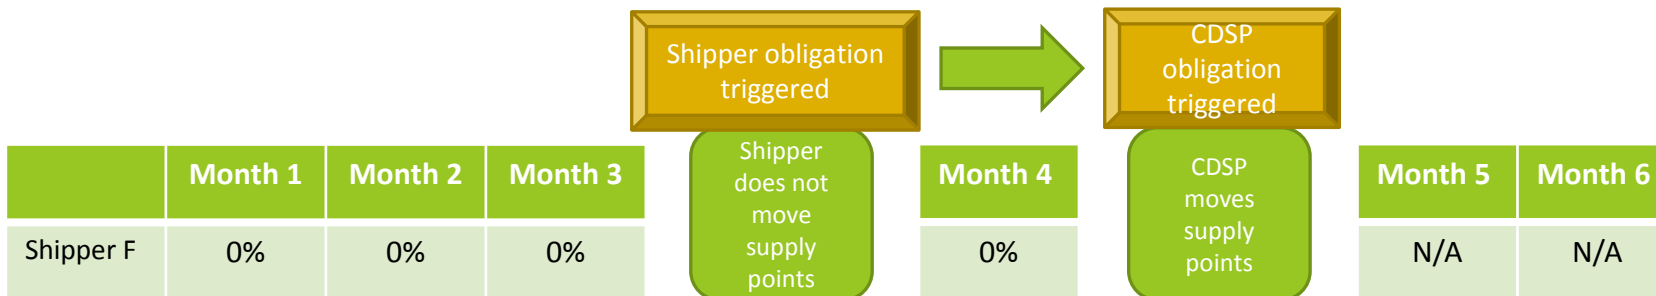 Shipper obligation
triggered
CDSP
obligation
triggered
Month 1 Month 2 Month 3
Shipper
does not
move
supply
points
Month 4
CDSP
moves
supply
points
Month 5 Month 6
Shipper F 0% 0% 0% 0% N/A N/A